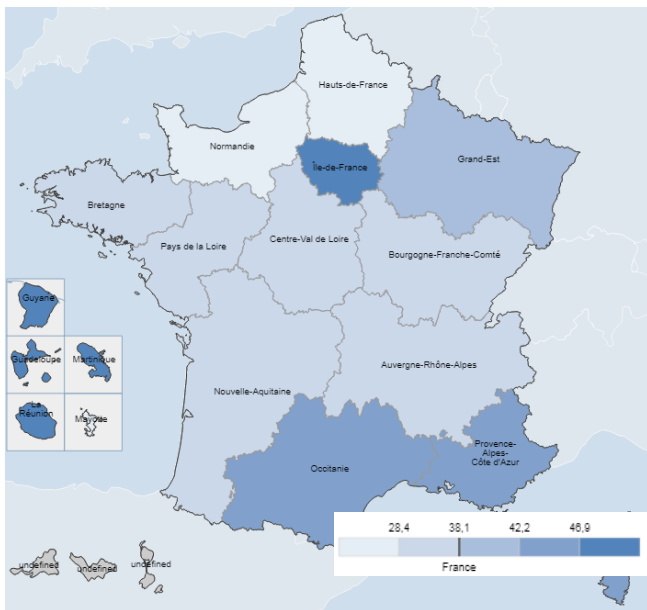 Hauts-de-France
Normandie
Île-de-France
Grand-Est
Bretagne
Pays de la Loire
Centre-Val de Loire
Bourgogne-Franche-Comté
Guyane
Guadeloupe
Martinique
Auvergne-Rhône-Alpes
Nouvelle-Aquitaine
La
Réunion
Mayotte
Provence-
Alpes-
Côte d'Azur
Occitanie
28,4 38,1 42,2 46,9
France
undefined undefined undefined